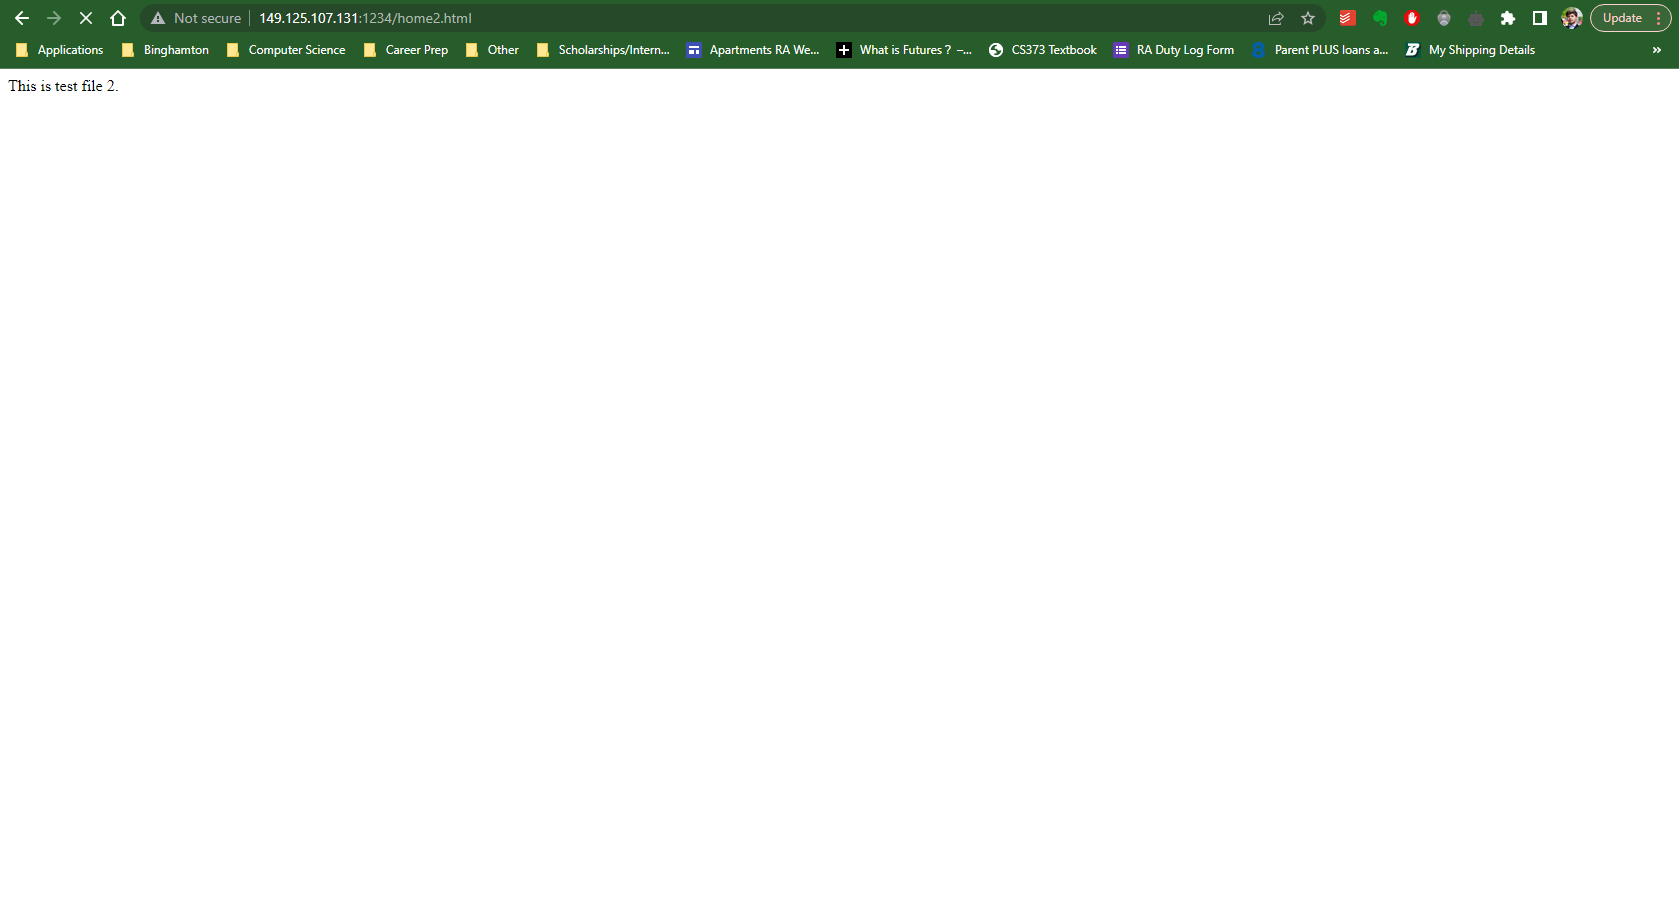 Not secure 149.125.107.131:1234/home2.html Update
Applications Binghamton Computer Science Career Prep Other Scholarships/Intern... Apartments RA We... What is Futures ? –... CS373 Textbook RA Duty Log Form Parent PLUS loans a... My Shipping Details »
This is test file 2.